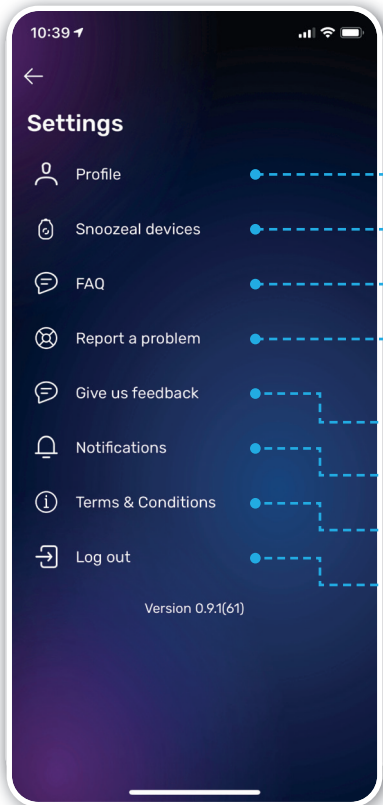 10:39
Settings
Profile
Snoozeal devices
FAQ
Report a problem
Give us feedback
Notifications
Terms & Conditions
Log out
Version 0.9.1(61)